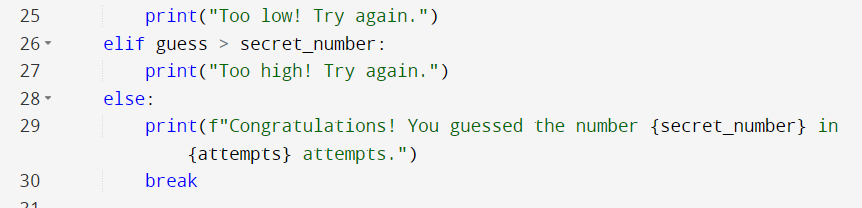 25 print("Too low! Try again.")
26 elif guess > secret_number:
27 print("Too high! Try again.")
28 else:
29 print(f"Congratulations! You guessed the number {secret_number} in
{attempts} attempts.")
30 break
31